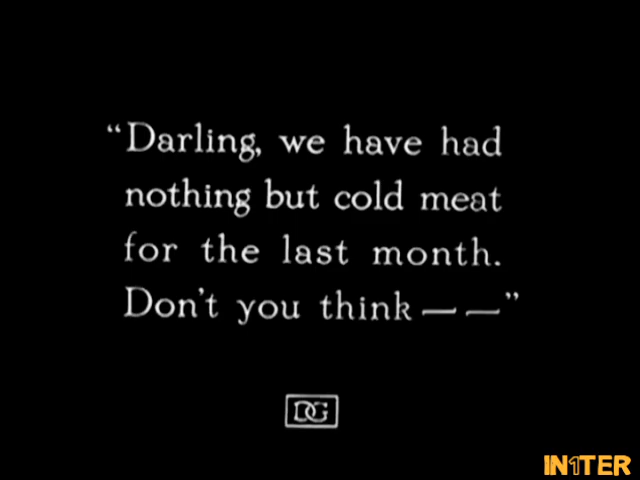 “Darling, we have had
nothing but cold meat
for the last month.
Don't you think — —”
DG
IN1TER